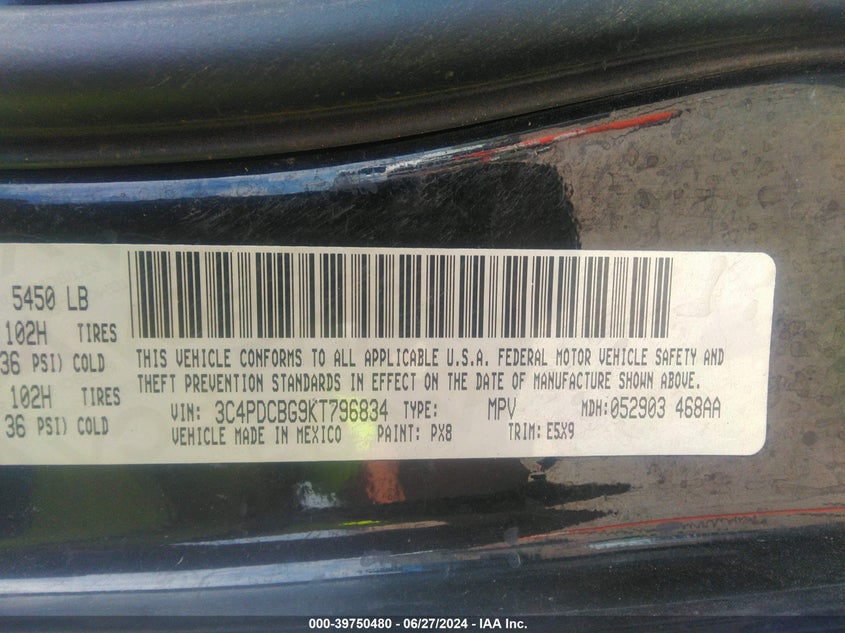 5450 LB
102H TIRES
36 PSI) COLD
102H TIRES
36 PSI) COLD
THIS VEHICLE CONFORMS TO ALL APPLICABLE U.S.A. FEDERAL MOTOR VEHICLE SAFETY AND
THEFT PREVENTION STANDARDS IN EFFECT ON THE DATE OF MANUFACTURE SHOWN ABOVE.
VIN: 3C4PDCBG9KT796834 TYPE: MPV MDH:052903 468AA
VEHICLE MADE IN MEXICO PAINT: PX8 TRIM: E5X9
000-39750480 - 06/27/2024 - IAA Inc.